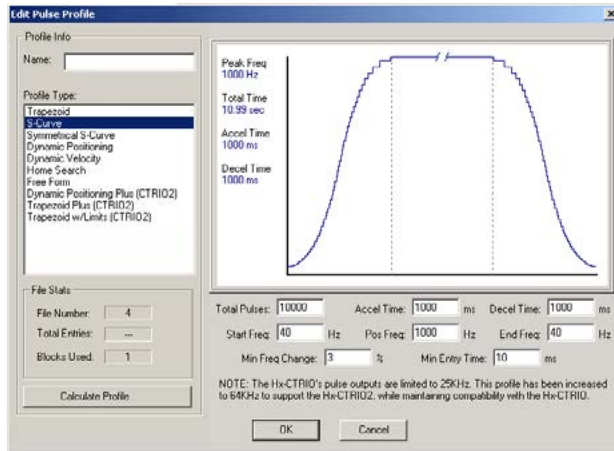 Edit Pulse Profile
Profile Info
Name:
Profile Type:
Trapezoid
S-Curve
Symmetrical S-Curve
Dynamic Positioning
Dynamic Velocity
Home Search
Free Form
Dynamic Positioning Plus (CTRIO2)
Trapezoid Plus (CTRIO2)
Trapezoid w/Limits (CTRIO2)
File Stats
File Number: 4
Total Entries: ...
Blocks Used: 1
Calculate Profile
Peak Freq
1000 Hz
Total Time
10.99 sec
Accel Time
1000 ms
Decel Time
1000 ms
Total Pulses: 10000 Accel Time: 1000 ms Decel Time: 1000 ms
Start Freq: 40 Hz Pos Freq: 1000 Hz End Freq: 40 Hz
Min Freq Change: 3 % Min Entry Time: 10 ms
NOTE: The Hx-CTRIO's pulse outputs are limited to 25KHz. This profile has been increased
to 64KHz to support the Hx-CTRIO2, while maintaining compatibility with the Hx-CTRIO.
OK Cancel